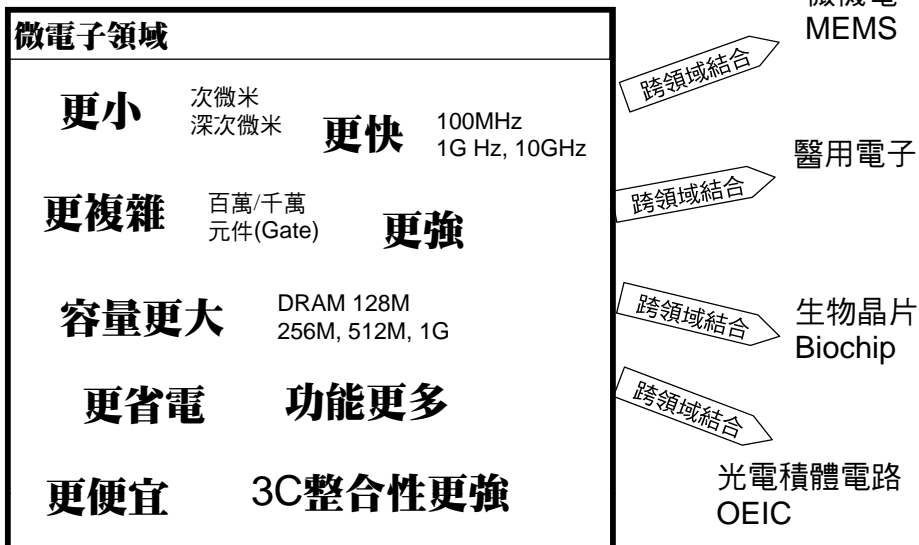 微電子領域
更小
次微米
深次微米
更快
100MHz
1G Hz, 10GHz
更複雜
百萬/千萬
元件(Gate)
更強
容量更大
DRAM 128M
256M, 512M, 1G
更省電
功能更多
更便宜
3C整合性更強
跨領域結合
MEMS
跨領域結合
醫用電子
跨領域結合
生物晶片
Biochip
跨領域結合
光電積體電路
OEIC